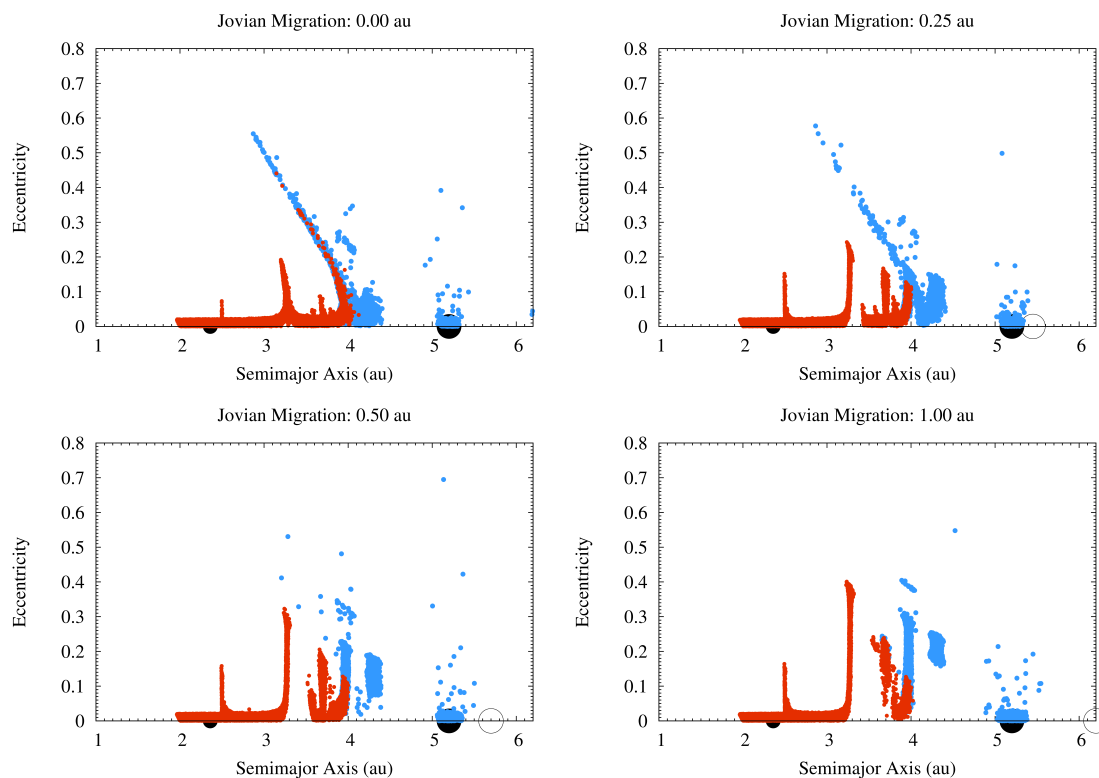 Jovian Migration: 0.00 au
0.8
0.7
0.6
0.5
0.4
0.3
0.2
0.1
0
Eccentricity
1 2 3 4 5 6
Semimajor Axis (au)
Jovian Migration: 0.25 au
0.8
0.7
0.6
0.5
0.4
0.3
0.2
0.1
0
Eccentricity
1 2 3 4 5 6
Semimajor Axis (au)
Jovian Migration: 0.50 au
0.8
0.7
0.6
0.5
0.4
0.3
0.2
0.1
0
Eccentricity
1 2 3 4 5 6
Semimajor Axis (au)
Jovian Migration: 1.00 au
0.8
0.7
0.6
0.5
0.4
0.3
0.2
0.1
0
Eccentricity
1 2 3 4 5 6
Semimajor Axis (au)